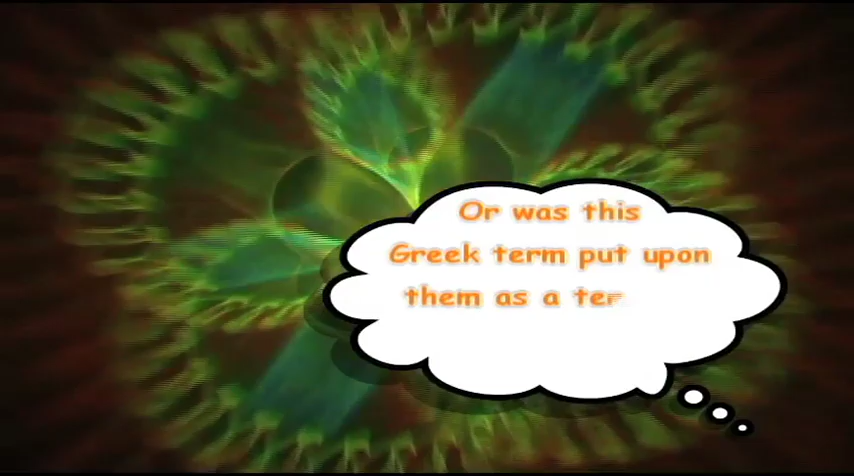 Or was this
Greek term put upon
them as a ter